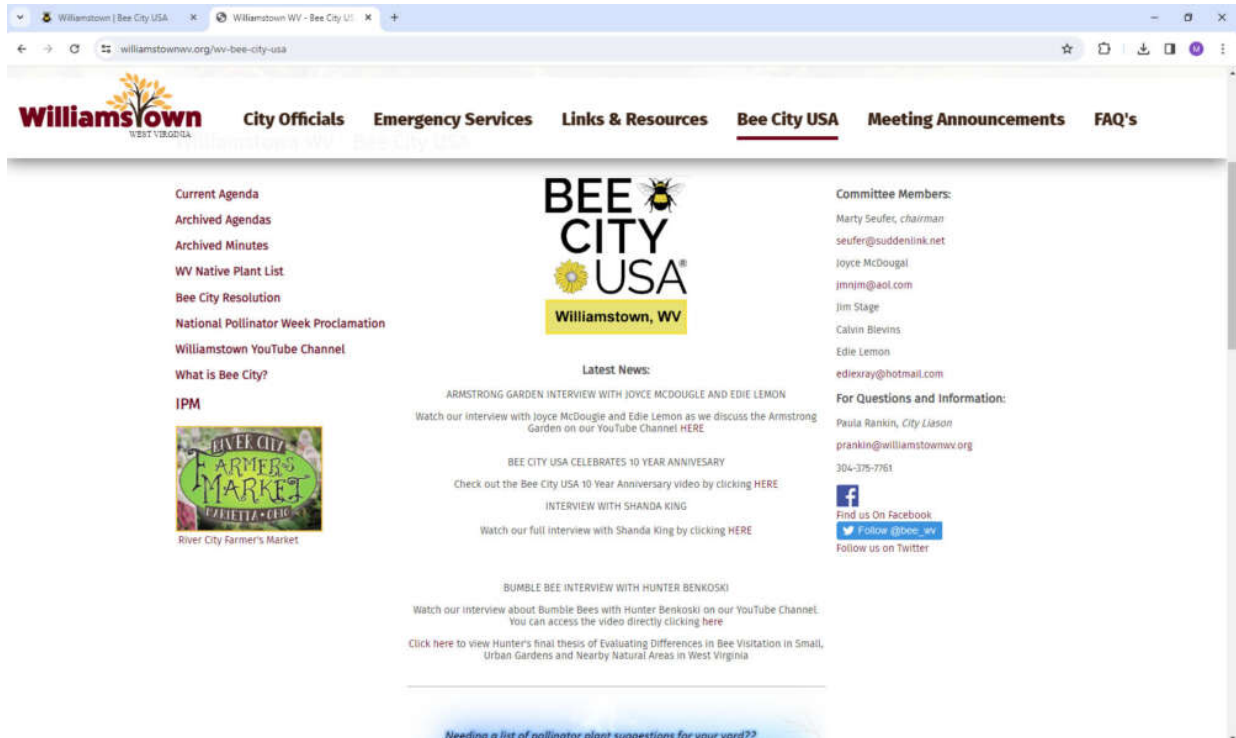 Williamstown | Bee City USA
Williamstown WV - Bee City US
williamstownwv.org/wv-bee-city-usa
M
Williamstown
WEST VIRGINIA
City Officials
Emergency Services
Links & Resources
Bee City USA
Meeting Announcements
FAQ's
Williamstown WV - Bee City USA
Current Agenda
Archived Agendas
Archived Minutes
WV Native Plant List
Bee City Resolution
National Pollinator Week Proclamation
Williamstown YouTube Channel
What is Bee City?
IPM
RIVER CITY
FARMERS
MARKET
MARIETTA • OHIO
River City Farmer's Market
BEE
CITY
USA®
Williamstown, WV
Latest News:
ARMSTRONG GARDEN INTERVIEW WITH JOYCE MCDOUGLE AND EDIE LEMON
Watch our interview with Joyce McDougle and Edie Lemon as we discuss the Armstrong
Garden on our YouTube Channel HERE
BEE CITY USA CELEBRATES 10 YEAR ANNIVESARY
Check out the Bee City USA 10 Year Anniversary video by clicking HERE
INTERVIEW WITH SHANDA KING
Watch our full interview with Shanda King by clicking HERE
BUMBLE BEE INTERVIEW WITH HUNTER BENKOSKI
Watch our interview about Bumble Bees with Hunter Benkoski on our YouTube Channel.
You can access the video directly clicking here
Click here to view Hunter's final thesis of Evaluating Differences in Bee Visitation in Small,
Urban Gardens and Nearby Natural Areas in West Virginia
Needing a list of pollinator plant suggestions for your yard??
Committee Members:
Marty Seufer, chairman
seufer@suddenlink.net
Joyce McDougal
jmnjm@aol.com
Jim Stage
Calvin Blevins
Edie Lemon
ediexray@hotmail.com
For Questions and Information:
Paula Rankin, City Liason
prankin@williamstownwv.org
304-375-7761
Find us On Facebook
Follow @bee_wv
Follow us on Twitter